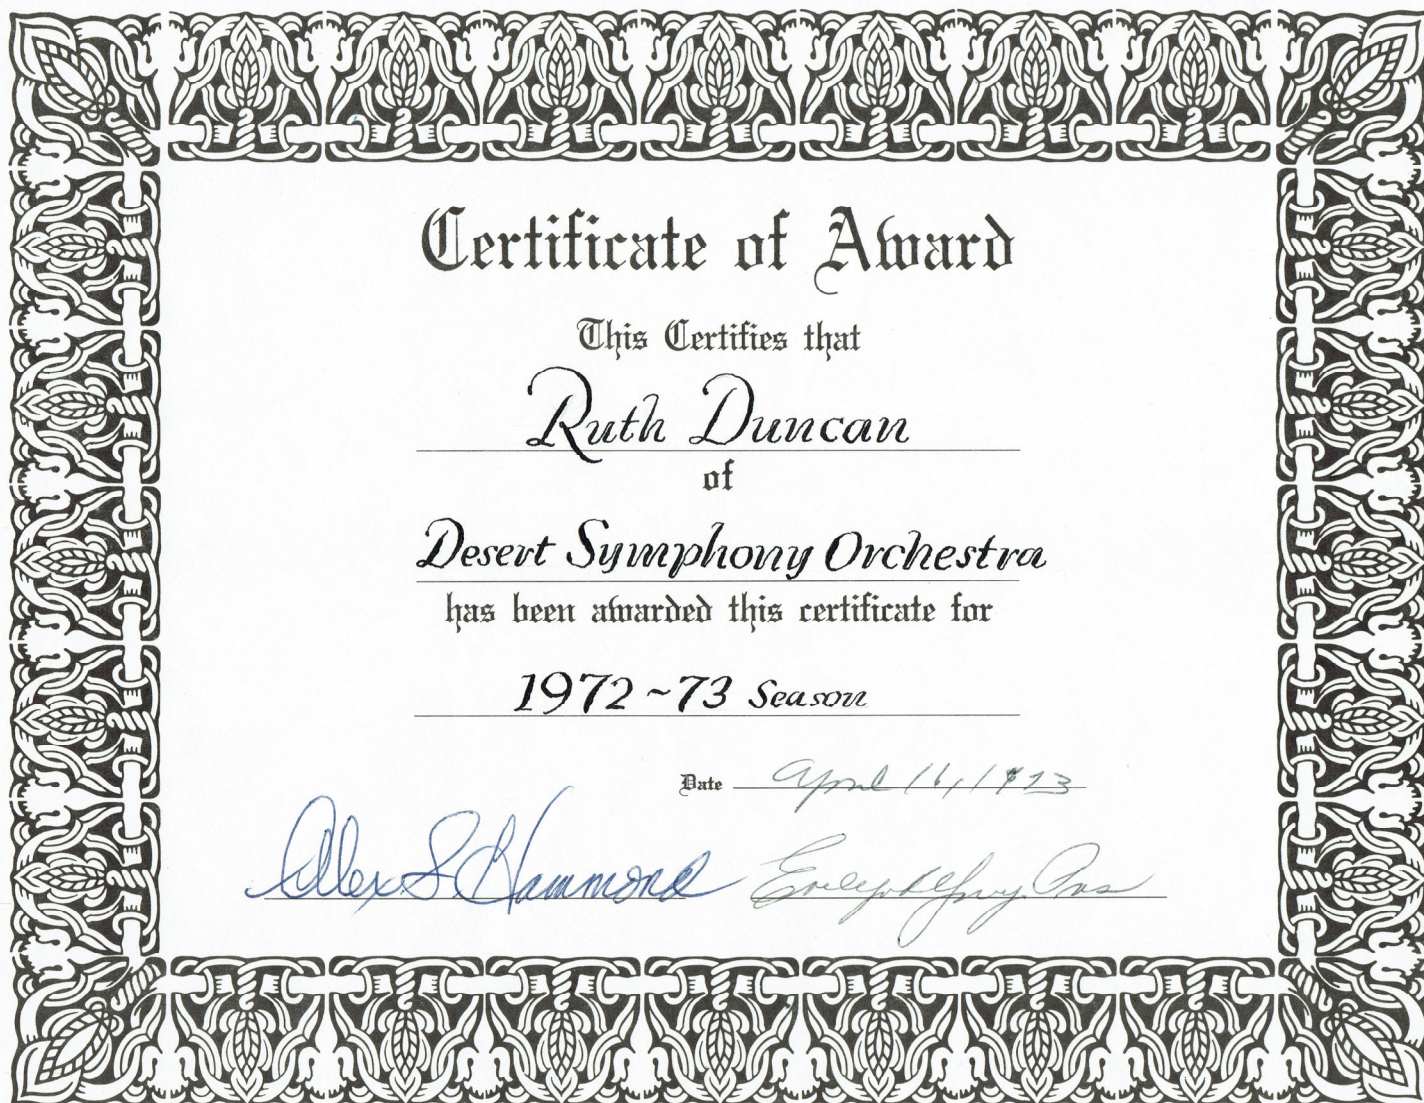 Certificate of Award
This Certifies that
Ruth Duncan
of
Desert Symphony Orchestra
has been awarded this certificate for
1972~73 Season
Date April 16, 1973
Alex S Hammond